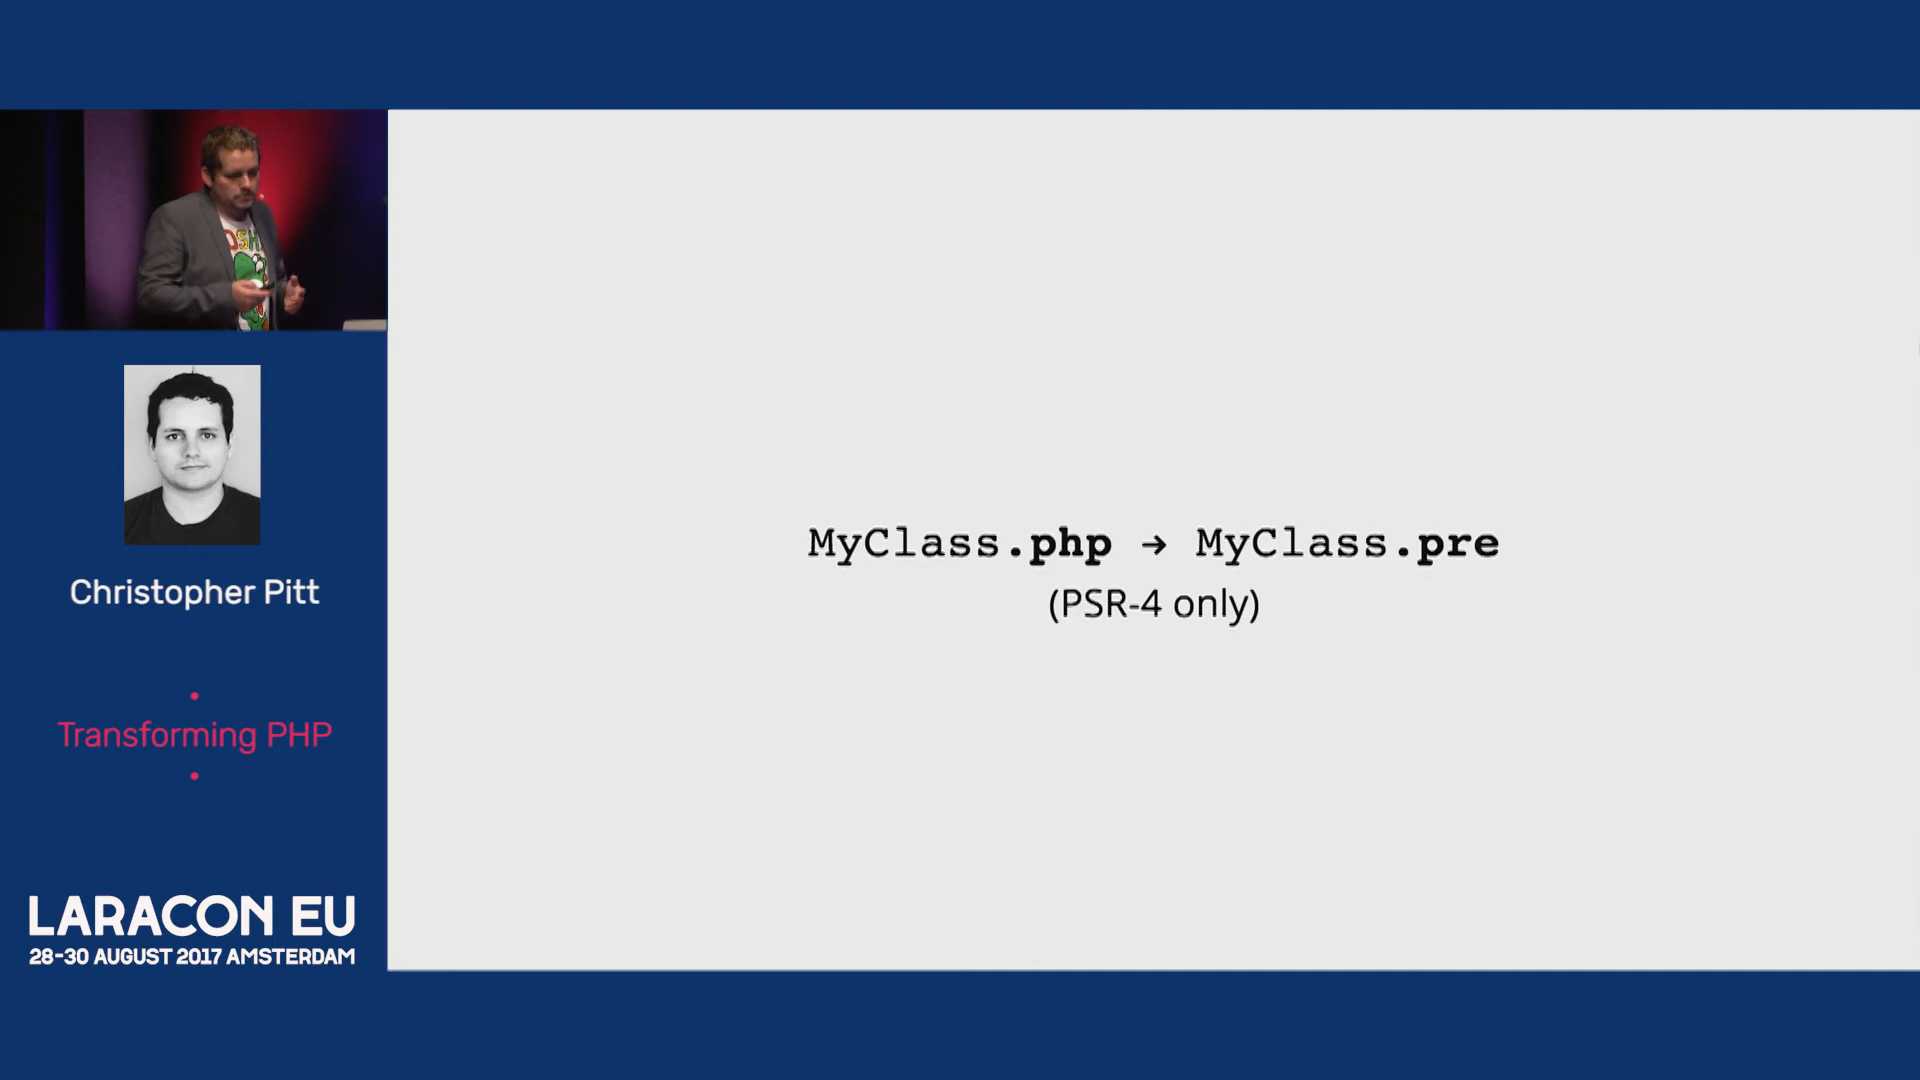 MyClass.php → MyClass.pre
(PSR-4 only)
Christopher Pitt
Transforming PHP
LARACON EU
28-30 AUGUST 2017 AMSTERDAM